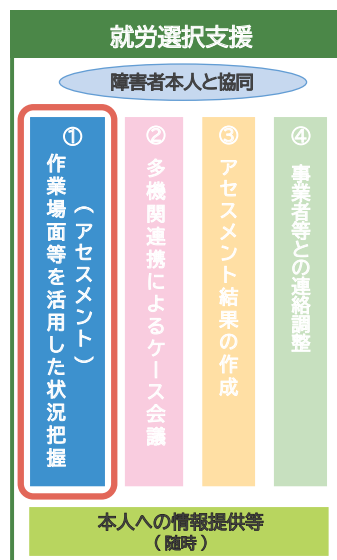 就労選択支援
障害者本人と協同
①
作業場面等を活用した状況把握
（アセスメント）
②
多機関連携によるケース会議
③
アセスメント結果の作成
④
事業者等との連絡調整
本人への情報提供等
（随時）